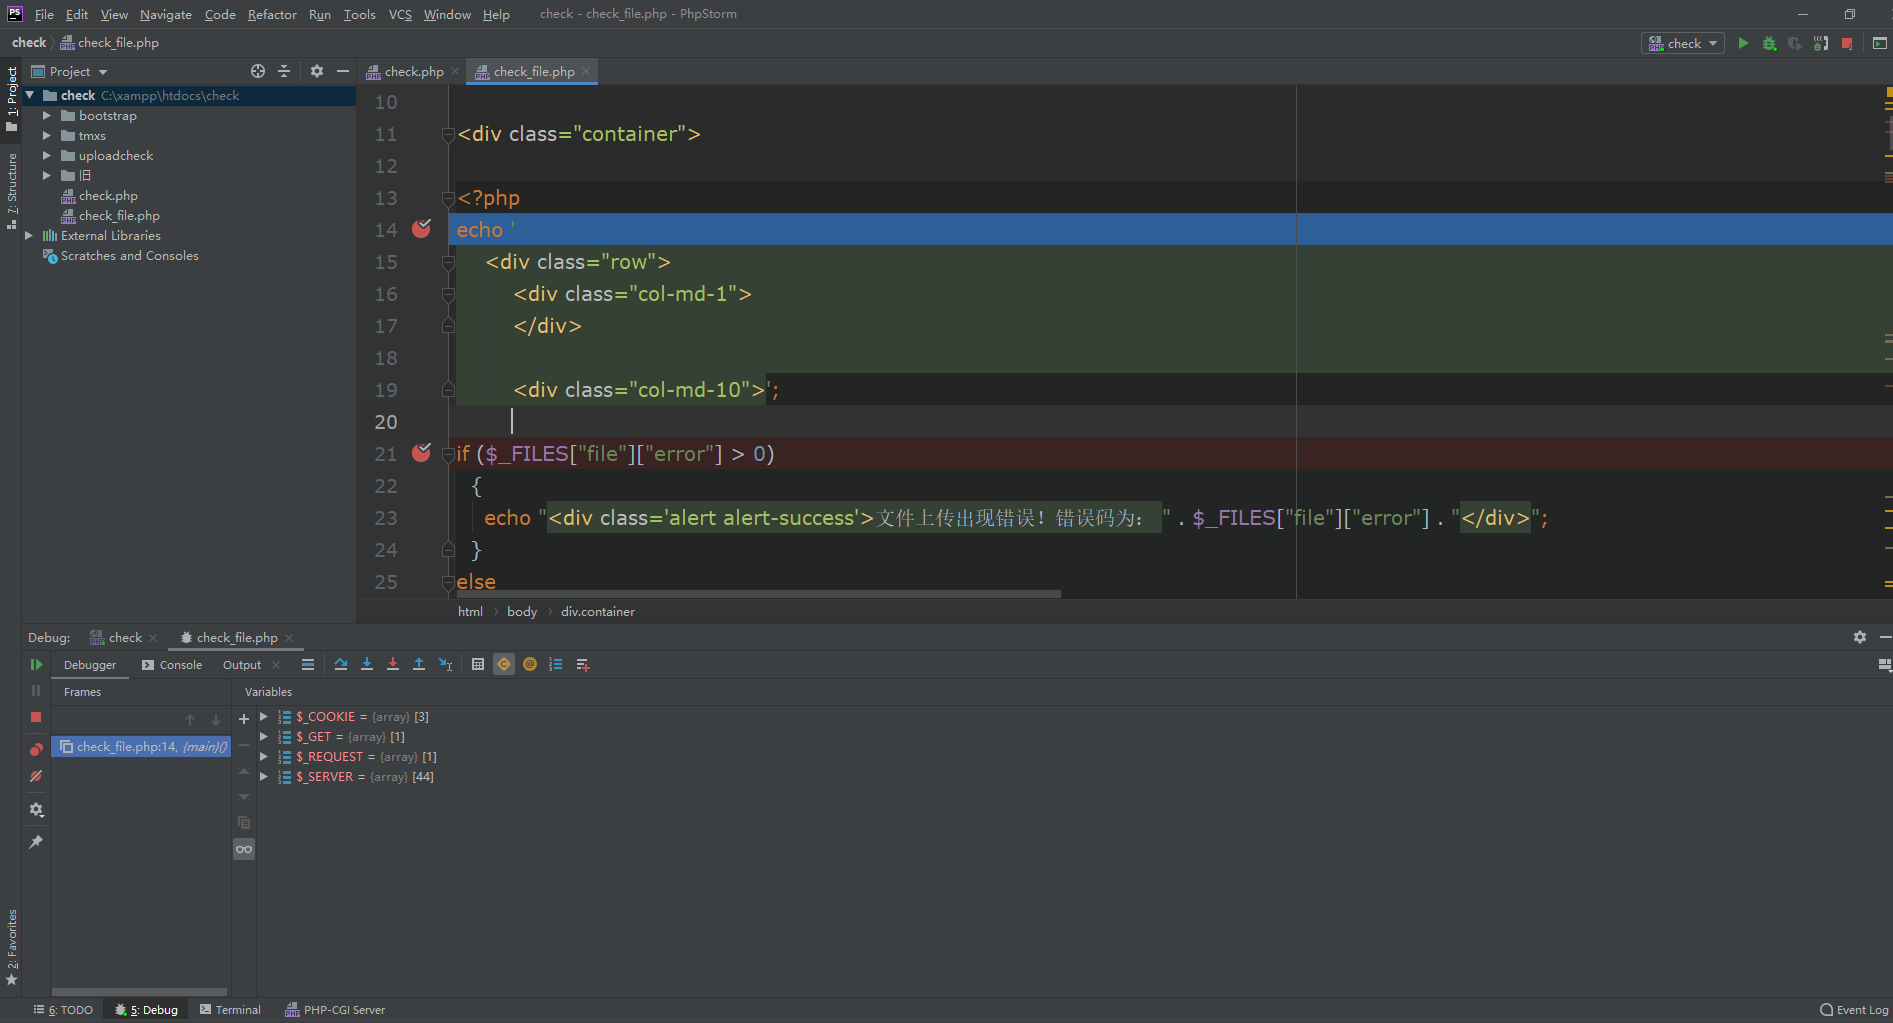 PS File Edit View Navigate Code Refactor Run Tools VCS Window Help check - check_file.php - PhpStorm
check check_file.php check
1: Project
7: Structure
2: Favorites
Project
check C:\xampp\htdocs\check
bootstrap
tmxs
uploadcheck
旧
check.php
check_file.php
External Libraries
Scratches and Consoles
check.php check_file.php
10
11 <div class="container">
12
13 <?php
14 echo '
15 <div class="row">
16 <div class="col-md-1">
17 </div>
18
19 <div class="col-md-10">';
20
21 if ($_FILES["file"]["error"] > 0)
22 {
23 echo "<div class='alert alert-success'>文件上传出现错误！错误码为： " . $_FILES["file"]["error"] . "</div>";
24 }
25 else
html body div.container
Debug: check check_file.php
Debugger Console Output
Frames Variables
check_file.php:14, {main}()
$_COOKIE = {array} [3]
$_GET = {array} [1]
$_REQUEST = {array} [1]
$_SERVER = {array} [44]
6: TODO 5: Debug Terminal PHP-CGI Server Event Log